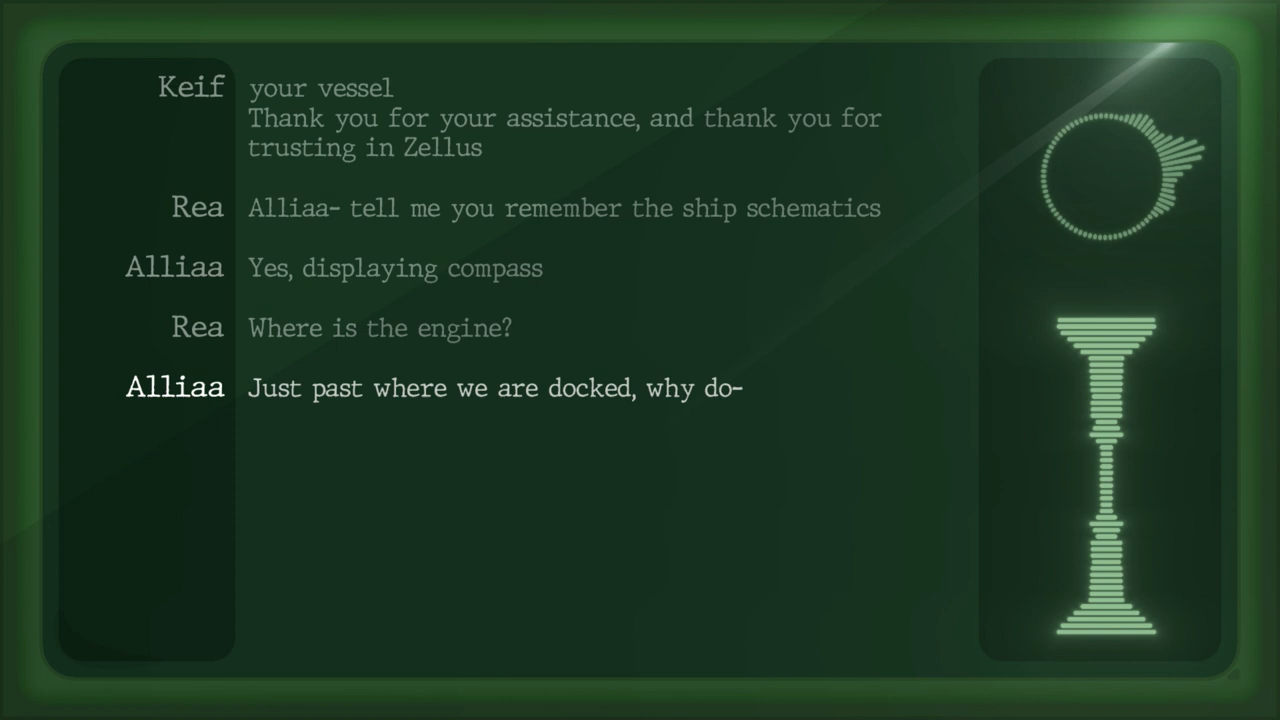 Keif your vessel
Thank you for your assistance, and thank you for
trusting in Zellus
Rea Alliaa- tell me you remember the ship schematics
Alliaa Yes, displaying compass
Rea Where is the engine?
Alliaa Just past where we are docked, why do-